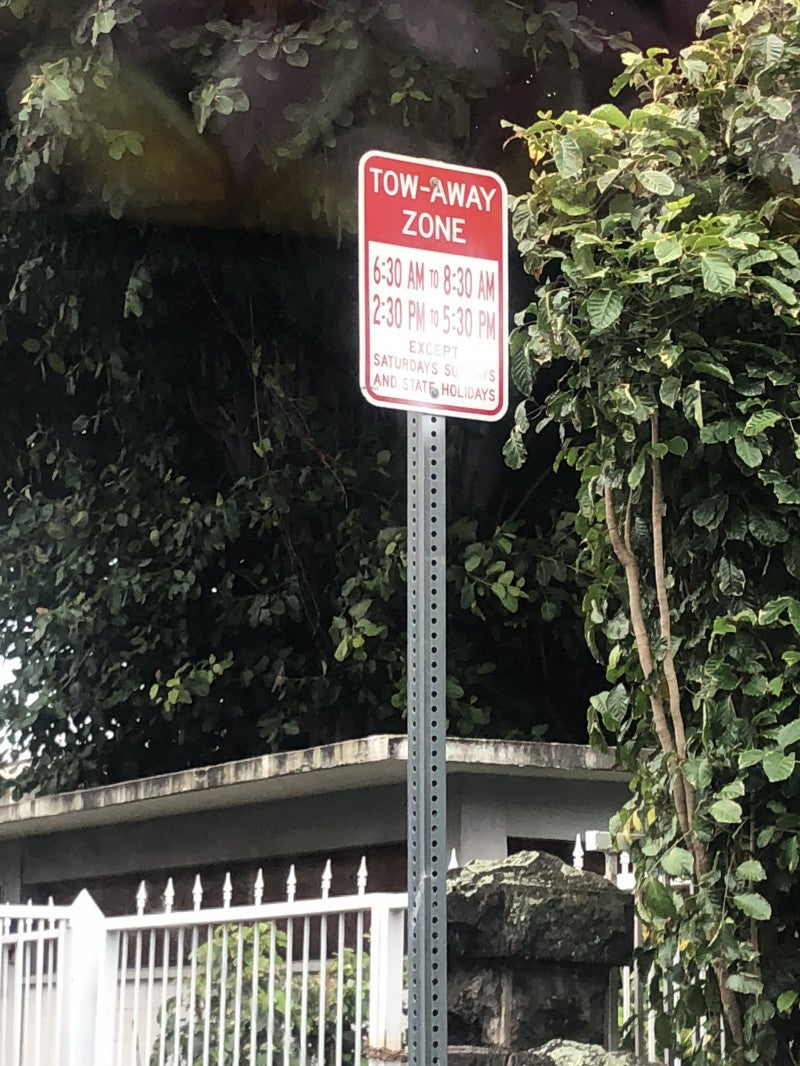 TOW-AWAY
ZONE
6:30 AM TO 8:30 AM
2:30 PM TO 5:30 PM
EXCEPT
SATURDAYS SUNDAYS
AND STATE HOLIDAYS